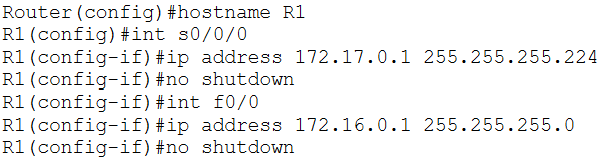 Router(config)#hostname R1
R1(config)#int s0/0/0
R1(config-if)#ip address 172.17.0.1 255.255.255.224
R1(config-if)#no shutdown
R1(config-if)#int f0/0
R1(config-if)#ip address 172.16.0.1 255.255.255.0
R1(config-if)#no shutdown